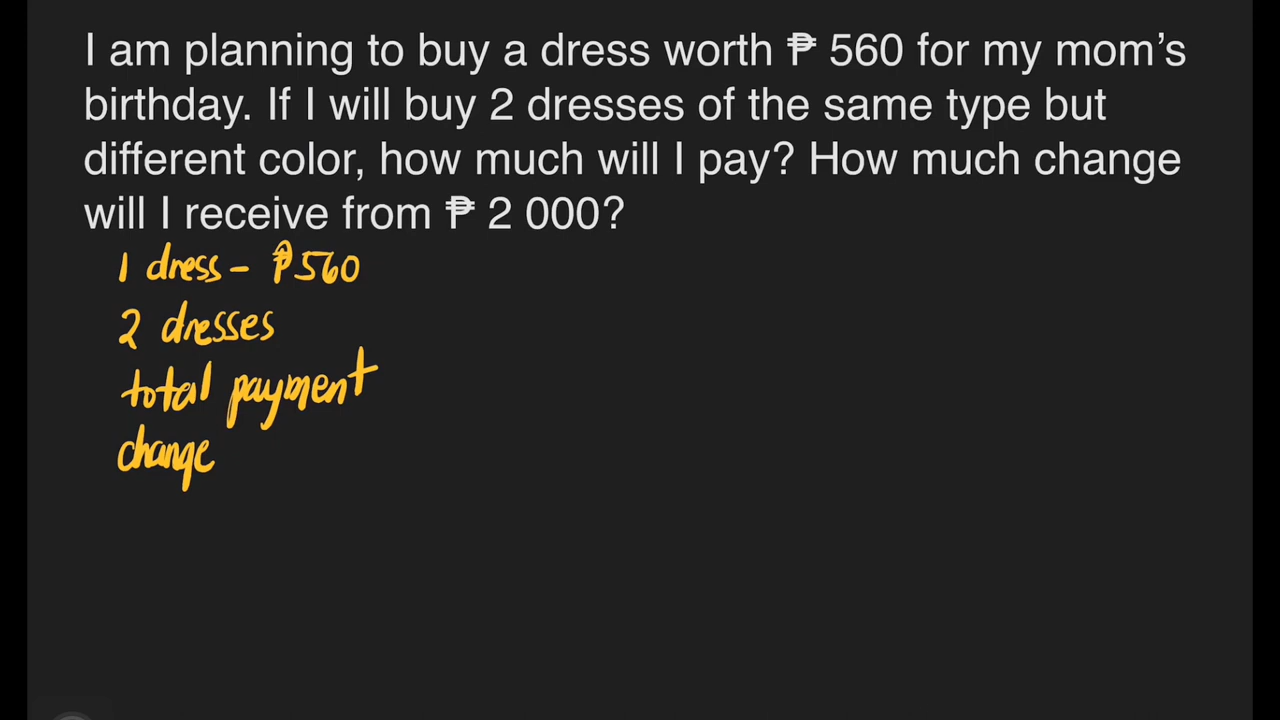 I am planning to buy a dress worth ₱ 560 for my mom’s
birthday. If I will buy 2 dresses of the same type but
different color, how much will I pay? How much change
will I receive from ₱ 2 000?
1 dress - ₱560
2 dresses
total payment
change